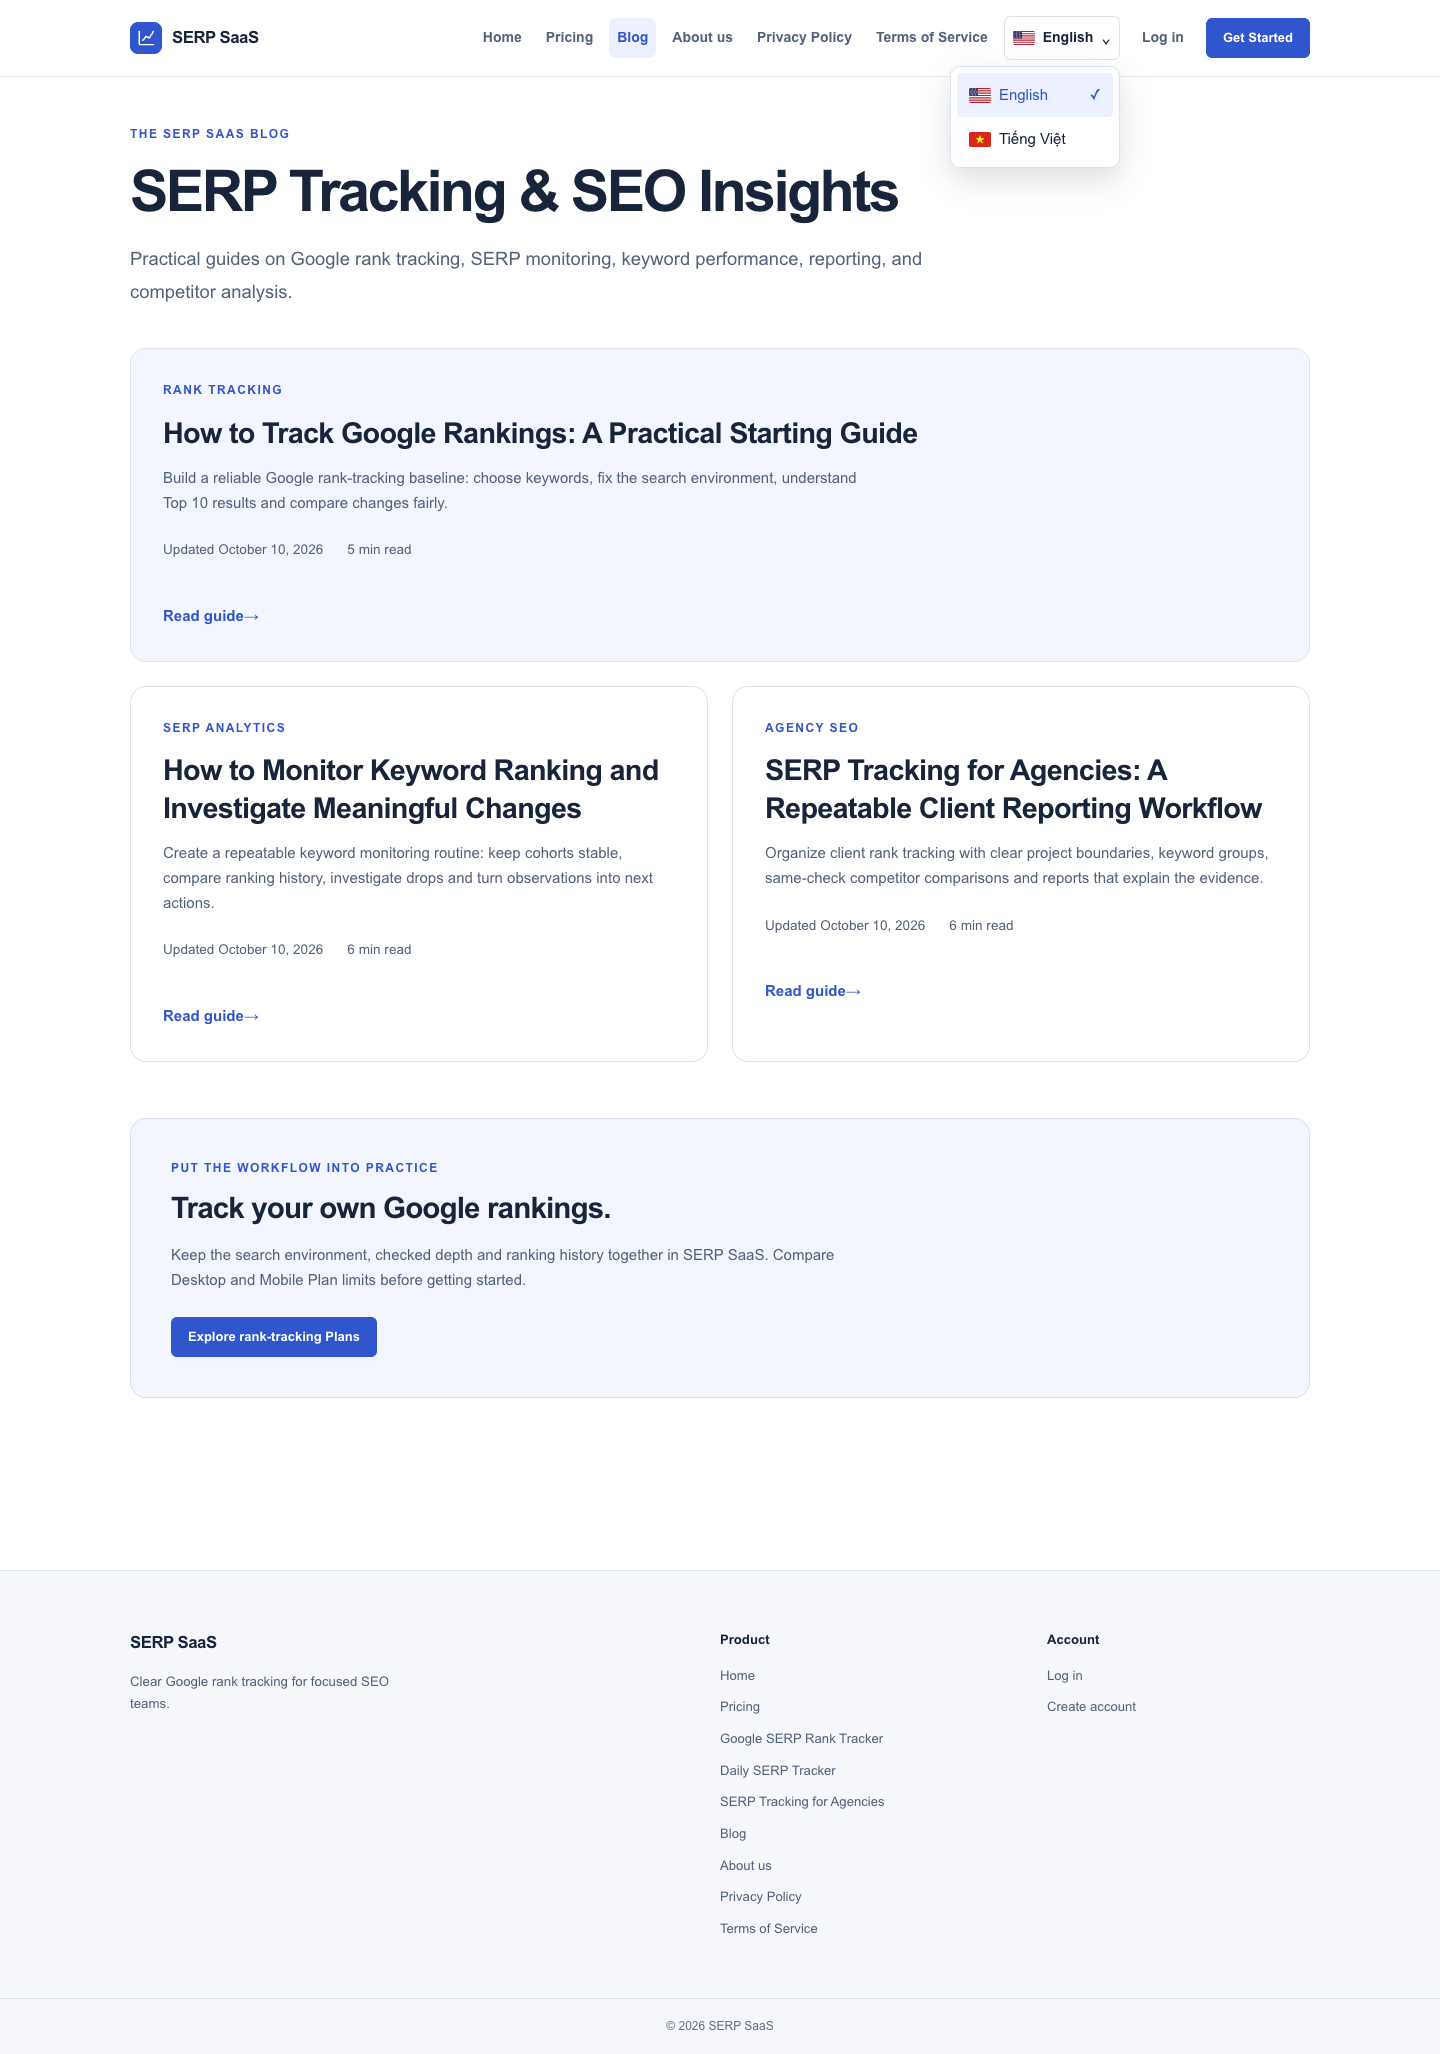 SERP SaaS
Home
Pricing
Blog
About us
Privacy Policy
Terms of Service
English
Log in
Get Started
English ✓
Tiếng Việt
THE SERP SAAS BLOG
SERP Tracking & SEO Insights
Practical guides on Google rank tracking, SERP monitoring, keyword performance, reporting, and
competitor analysis.
RANK TRACKING
How to Track Google Rankings: A Practical Starting Guide
Build a reliable Google rank-tracking baseline: choose keywords, fix the search environment, understand
Top 10 results and compare changes fairly.
Updated October 10, 2026 5 min read
Read guide→
SERP ANALYTICS
How to Monitor Keyword Ranking and
Investigate Meaningful Changes
Create a repeatable keyword monitoring routine: keep cohorts stable,
compare ranking history, investigate drops and turn observations into next
actions.
Updated October 10, 2026 6 min read
Read guide→
AGENCY SEO
SERP Tracking for Agencies: A
Repeatable Client Reporting Workflow
Organize client rank tracking with clear project boundaries, keyword groups,
same-check competitor comparisons and reports that explain the evidence.
Updated October 10, 2026 6 min read
Read guide→
PUT THE WORKFLOW INTO PRACTICE
Track your own Google rankings.
Keep the search environment, checked depth and ranking history together in SERP SaaS. Compare
Desktop and Mobile Plan limits before getting started.
Explore rank-tracking Plans
SERP SaaS
Clear Google rank tracking for focused SEO
teams.
Product
Home
Pricing
Google SERP Rank Tracker
Daily SERP Tracker
SERP Tracking for Agencies
Blog
About us
Privacy Policy
Terms of Service
Account
Log in
Create account
© 2026 SERP SaaS